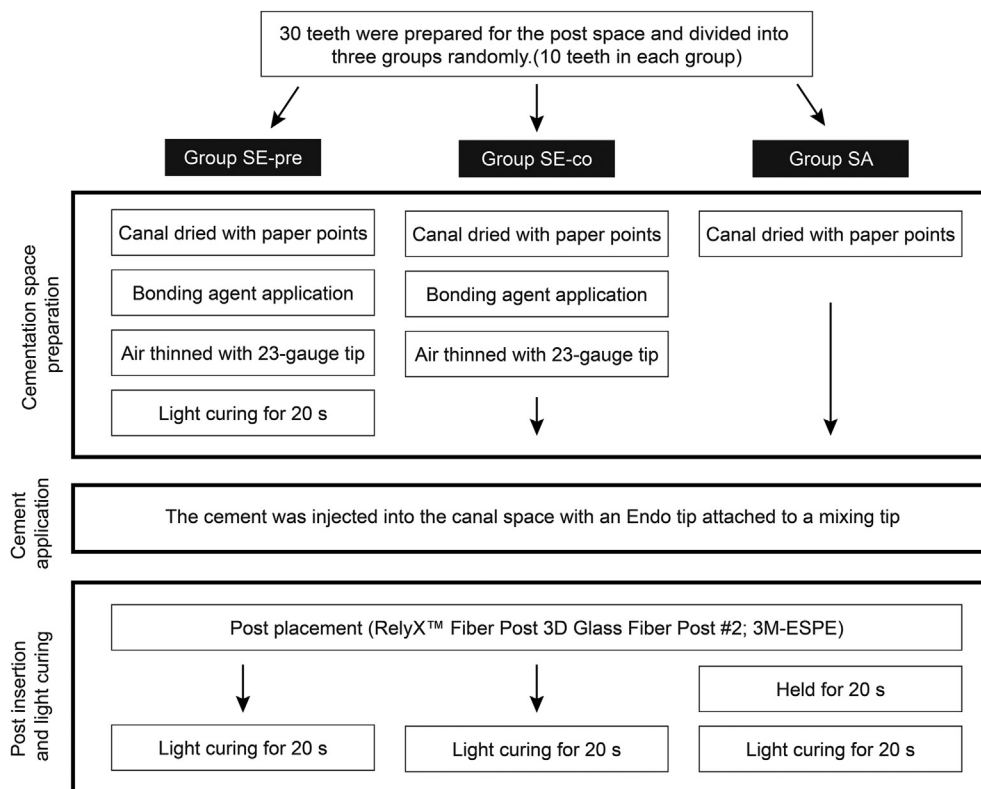 30 teeth were prepared for the post space and divided into
three groups randomly.(10 teeth in each group)
Group SE-pre
Group SE-co
Group SA
Cementation space
preparation
Canal dried with paper points
Canal dried with paper points
Canal dried with paper points
Bonding agent application
Bonding agent application
Air thinned with 23-gauge tip
Air thinned with 23-gauge tip
Light curing for 20 s
Cement
application
The cement was injected into the canal space with an Endo tip attached to a mixing tip
Post insertion
and light curing
Post placement (RelyX™ Fiber Post 3D Glass Fiber Post #2; 3M-ESPE)
Held for 20 s
Light curing for 20 s
Light curing for 20 s
Light curing for 20 s